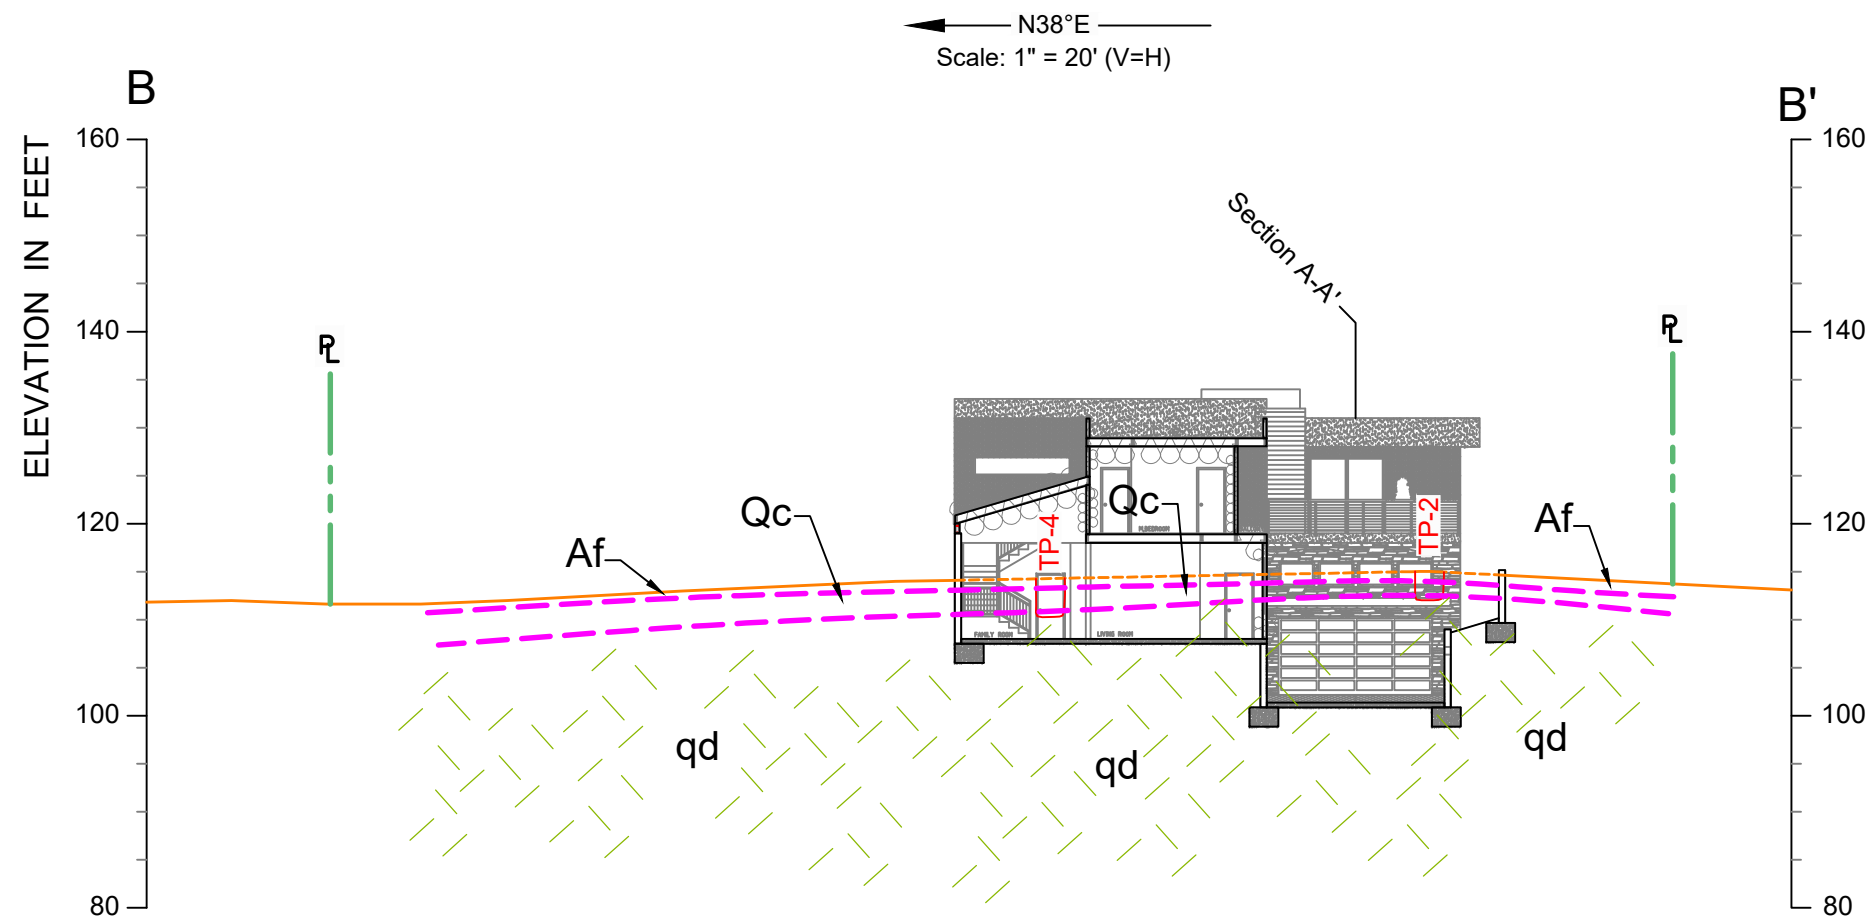 N38°E
Scale: 1" = 20' (V=H)
B
B'
ELEVATION IN FEET
160
160
Section A-A'
140
140
PL
PL
120
120
Qc
Qc
TP-4
TP-2
Af
Af
M.BEDROOM
FAMILY ROOM
LIVING ROOM
100
100
qd
qd
qd
80
80